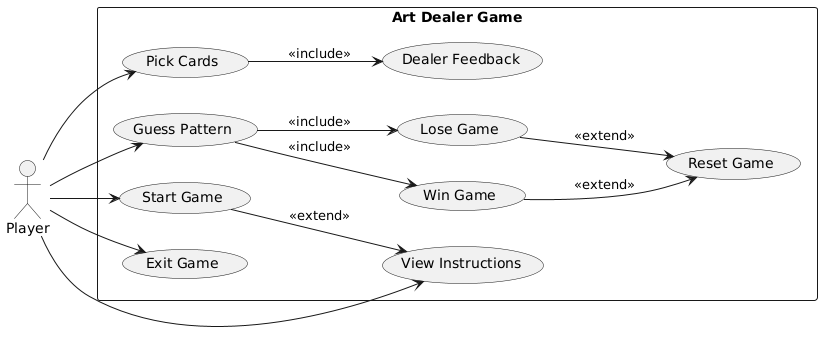 Art Dealer Game
Pick Cards
«include»
Dealer Feedback
Guess Pattern
«include»
Lose Game
«include»
«extend»
Reset Game
Start Game
Win Game
«extend»
«extend»
Player
Exit Game
View Instructions